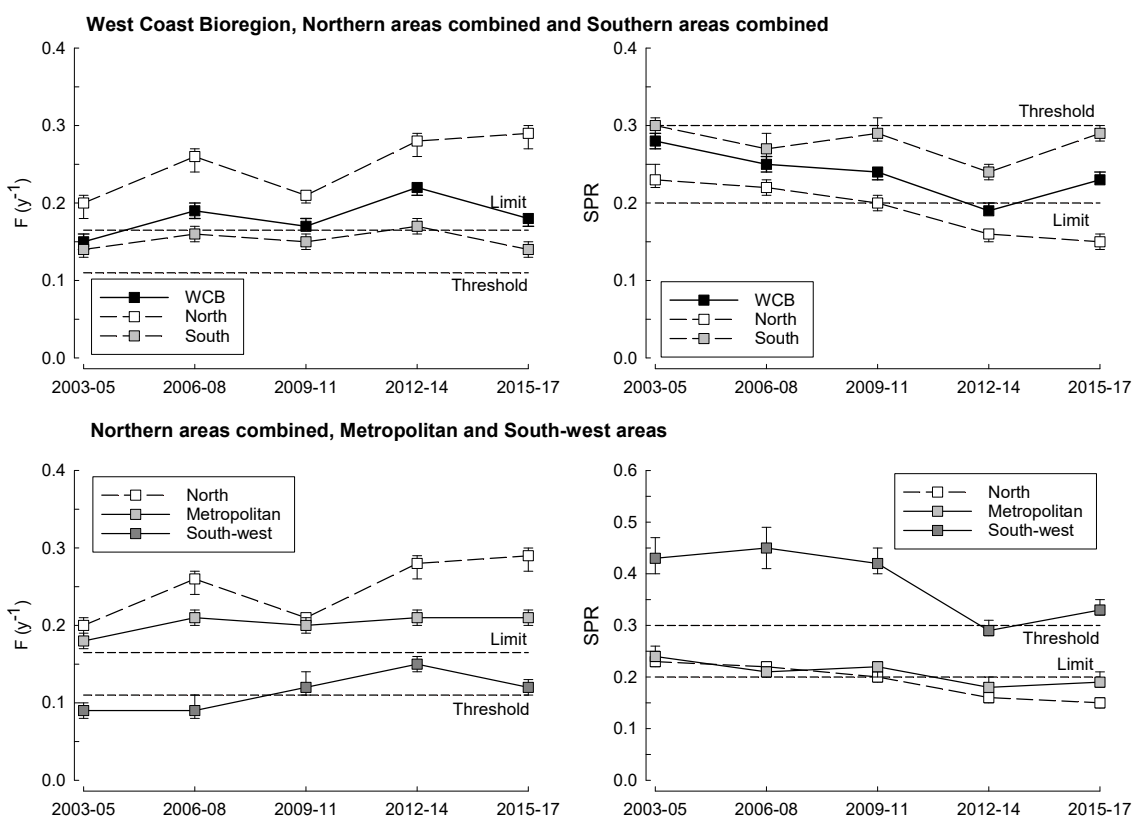 West Coast Bioregion, Northern areas combined and Southern areas combined
0.4
0.3
0.2
0.1
0.0
F (y-1)
Limit
Threshold
WCB
North
South
2003-05 2006-08 2009-11 2012-14 2015-17
0.4
0.3
0.2
0.1
0.0
SPR
Threshold
Limit
WCB
North
South
2003-05 2006-08 2009-11 2012-14 2015-17
Northern areas combined, Metropolitan and South-west areas
0.4
0.3
0.2
0.1
0.0
F (y-1)
North
Metropolitan
South-west
Limit
Threshold
2003-05 2006-08 2009-11 2012-14 2015-17
0.6
0.5
0.4
0.3
0.2
0.1
0.0
SPR
North
Metropolitan
South-west
Threshold
Limit
2003-05 2006-08 2009-11 2012-14 2015-17